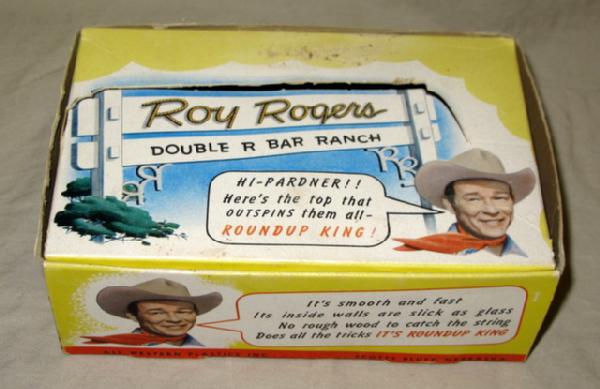 Roy Rogers
DOUBLE R BAR RANCH
HI-PARDNER!!
Here's the top that
OUTSPINS them all-
ROUNDUP KING!
It's smooth and fast
Its inside walls are slick as glass
No rough wood to catch the string
Does all the tricks IT'S ROUNDUP KING
ALL WESTERN PLASTICS INC.
SCOTTS BLUFF NEBRASKA